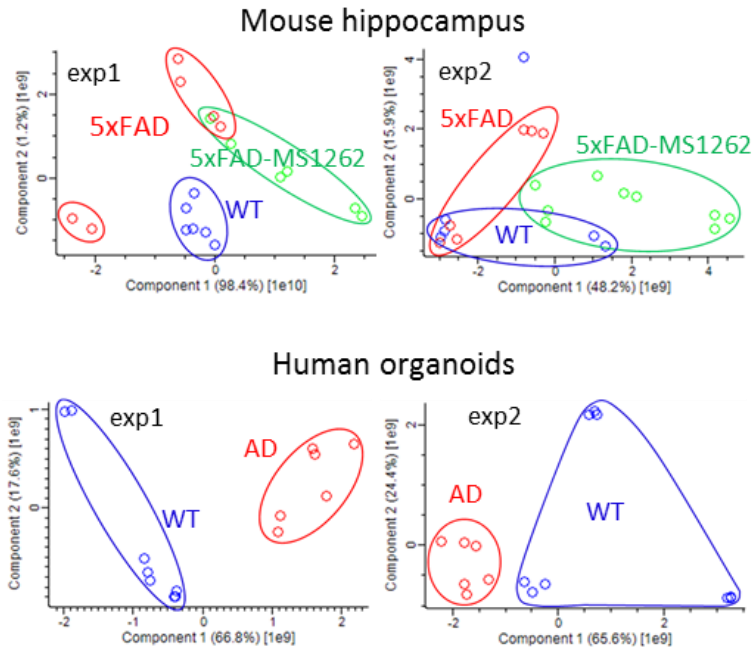 Mouse hippocampus
exp1
5xFAD
5xFAD-MS1262
WT
Component 2 (1.2%) [1e9]
2
0
-2
0
2
Component 1 (98.4%) [1e10]
exp2
5xFAD
5xFAD-MS1262
WT
Component 2 (15.9%) [1e9]
4
2
0
-2
0
2
4
Component 1 (48.2%) [1e9]
Human organoids
exp1
AD
WT
Component 2 (17.6%) [1e9]
1
0
-2
-1
0
1
2
Component 1 (66.8%) [1e9]
exp2
AD
WT
Component 2 (24.4%) [1e9]
2
0
-2
0
2
Component 1 (65.6%) [1e9]